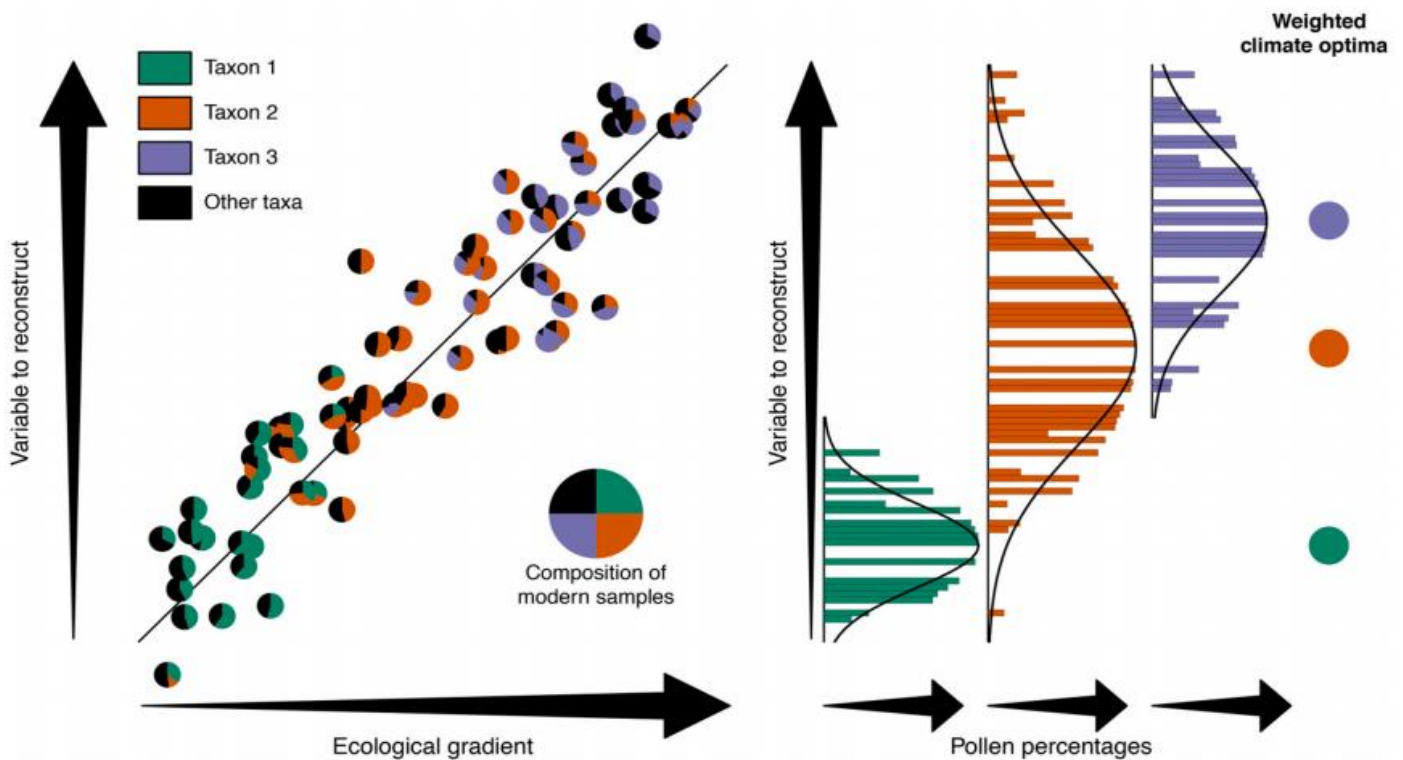 Weighted
climate optima
Taxon 1
Taxon 2
Taxon 3
Other taxa
Variable to reconstruct
Variable to reconstruct
Composition of
modern samples
Ecological gradient
Pollen percentages